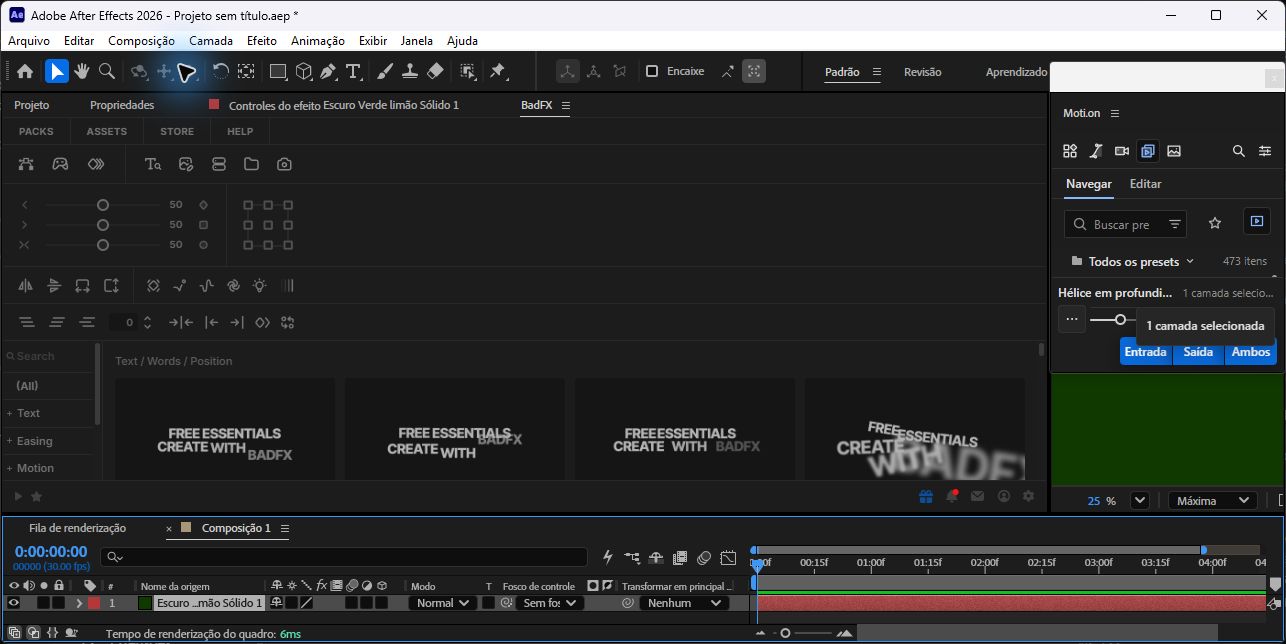 Ae Adobe After Effects 2026 - Projeto sem título.aep *
Arquivo Editar Composição Camada Efeito Animação Exibir Janela Ajuda
Encaixe Padrão Revisão Aprendizado
Projeto Propriedades Controles do efeito Escuro Verde limão Sólido 1 BadFX
PACKS ASSETS STORE HELP
50
50
50
0
Search
(All)
+ Text
+ Easing
+ Motion
Text / Words / Position
FREE ESSENTIALS
CREATE WITH
BADFX
FREE ESSENTIALS
CREATE WITH
BADFX
FREE ESSENTIALS
CREATE WITH BADFX
FREE ESSENTIALS
CREATE
WITH
BADFX
Moti.on
Navegar Editar
Buscar pre
Todos os presets 473 itens
Hélice em profundi... 1 camada selecio...
1 camada selecionada
Entrada Saída Ambos
25 % Máxima
Fila de renderização × Composição 1
0:00:00:00
00000 (30.00 fps)
:00f 00:15f 01:00f 01:15f 02:00f 02:15f 03:00f 03:15f 04:00f 04
# Nome da origem fx Modo T Fosco de controle Transformar em principal ...
1 Escuro ...mão Sólido 1 Normal Sem fos Nenhum
Tempo de renderização do quadro: 6ms